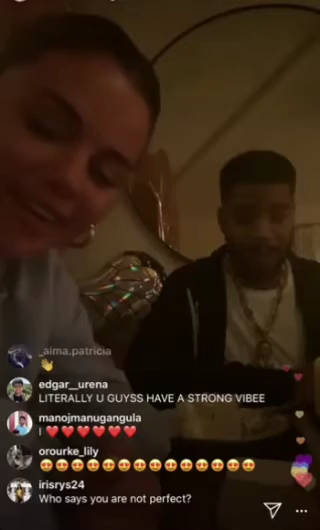 _aima.patricia
👋
edgar__urena
LITERALLY U GUYSS HAVE A STRONG VIBEE
manojmanugangula
I ❤️❤️❤️❤️❤️❤️
orourke_lily
😍😍😍😍😍😍😍😍😍😍😍😍😍😍
irisrys24
Who says you are not perfect?